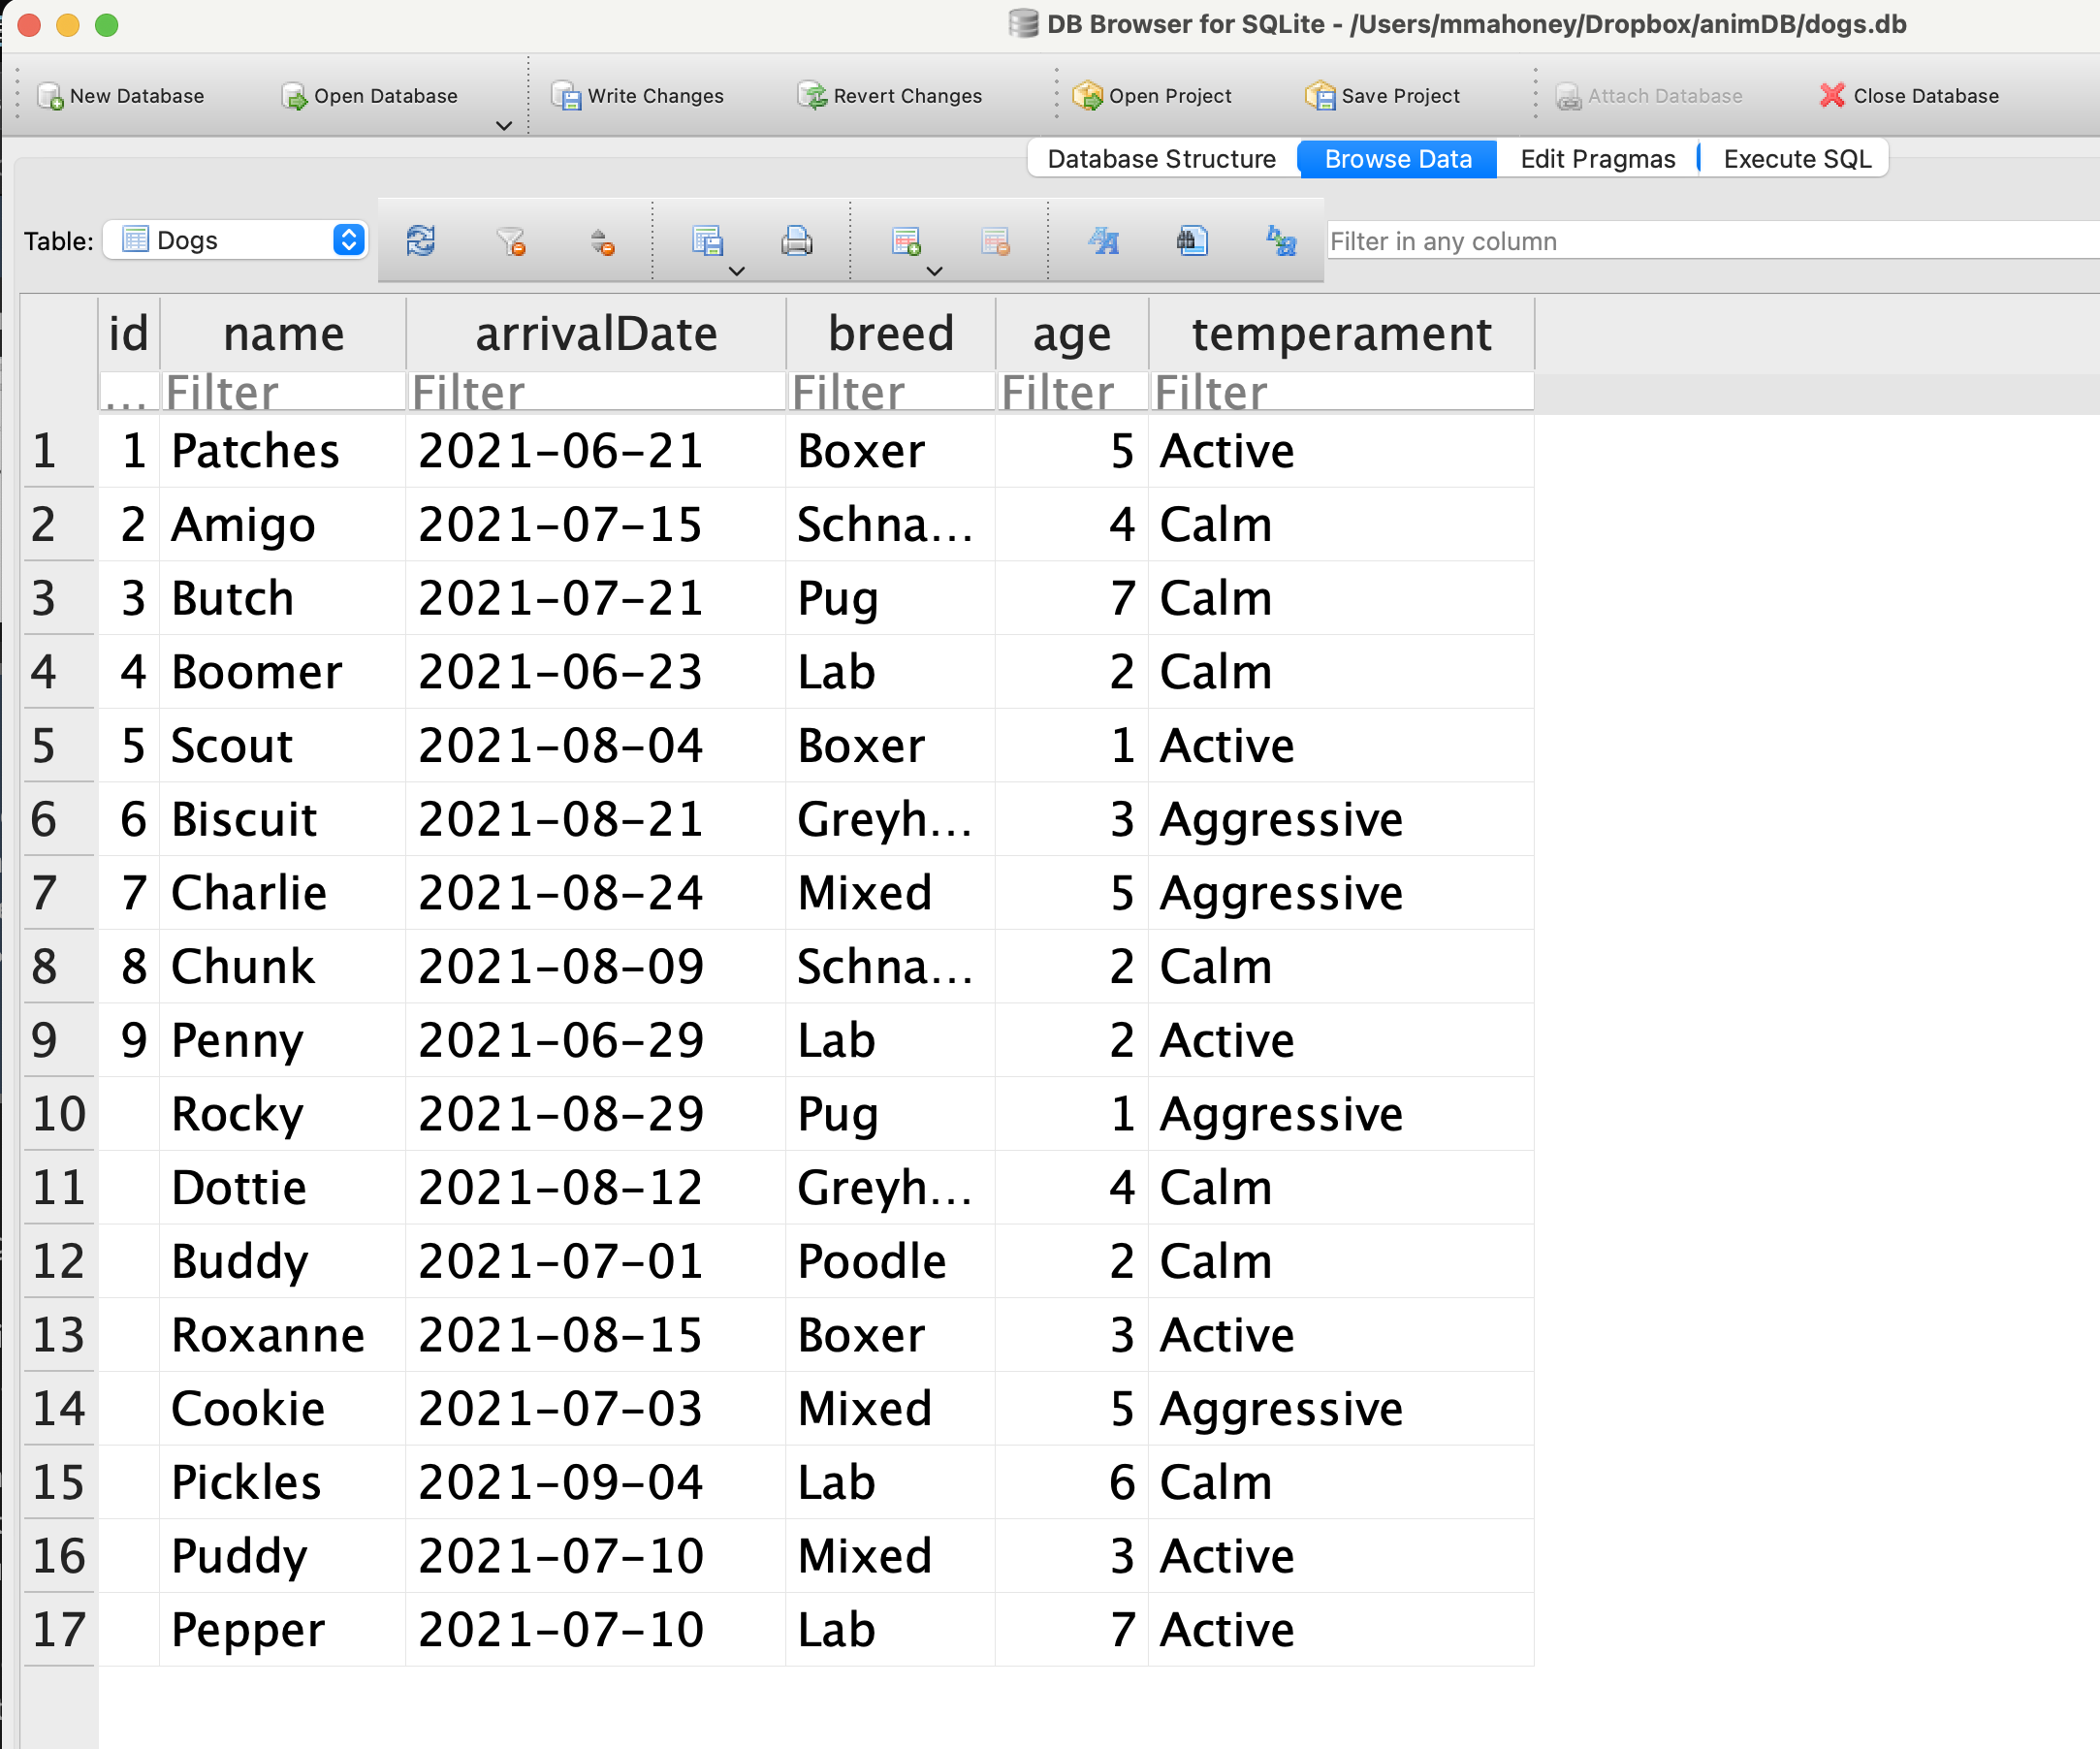 DB Browser for SQLite - /Users/mmahoney/Dropbox/animDB/dogs.db
New Database Open Database Write Changes Revert Changes Open Project Save Project Attach Database Close Database
Database Structure Browse Data Edit Pragmas Execute SQL
Table: Dogs Filter in any column
id name arrivalDate breed age temperament
... Filter Filter Filter Filter Filter
1 1 Patches 2021-06-21 Boxer 5 Active
2 2 Amigo 2021-07-15 Schna... 4 Calm
3 3 Butch 2021-07-21 Pug 7 Calm
4 4 Boomer 2021-06-23 Lab 2 Calm
5 5 Scout 2021-08-04 Boxer 1 Active
6 6 Biscuit 2021-08-21 Greyh... 3 Aggressive
7 7 Charlie 2021-08-24 Mixed 5 Aggressive
8 8 Chunk 2021-08-09 Schna... 2 Calm
9 9 Penny 2021-06-29 Lab 2 Active
10 Rocky 2021-08-29 Pug 1 Aggressive
11 Dottie 2021-08-12 Greyh... 4 Calm
12 Buddy 2021-07-01 Poodle 2 Calm
13 Roxanne 2021-08-15 Boxer 3 Active
14 Cookie 2021-07-03 Mixed 5 Aggressive
15 Pickles 2021-09-04 Lab 6 Calm
16 Puddy 2021-07-10 Mixed 3 Active
17 Pepper 2021-07-10 Lab 7 Active